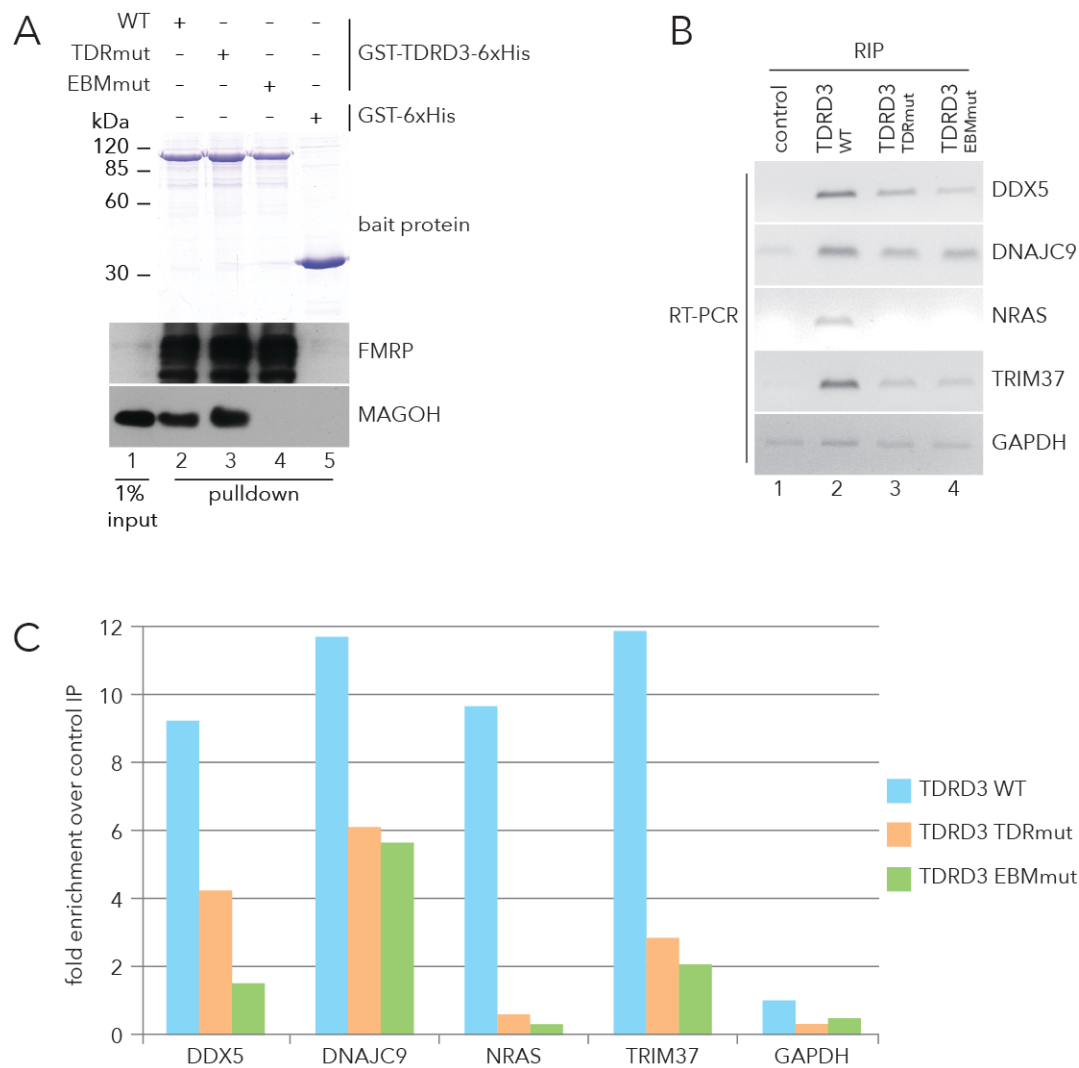 A
WT + – – –
TDRmut – + – –
EBMmut – – + –
GST-TDRD3-6xHis
– – – + GST-6xHis
kDa
120
85
60
30
bait protein
FMRP
MAGOH
1 2 3 4 5
1% input
pulldown
B
RIP
control
TDRD3 WT
TDRD3 TDRmut
TDRD3 EBMmut
RT-PCR
DDX5
DNAJC9
NRAS
TRIM37
GAPDH
1 2 3 4
C
fold enrichment over control IP
12
10
8
6
4
2
0
DDX5 DNAJC9 NRAS TRIM37 GAPDH
TDRD3 WT
TDRD3 TDRmut
TDRD3 EBMmut